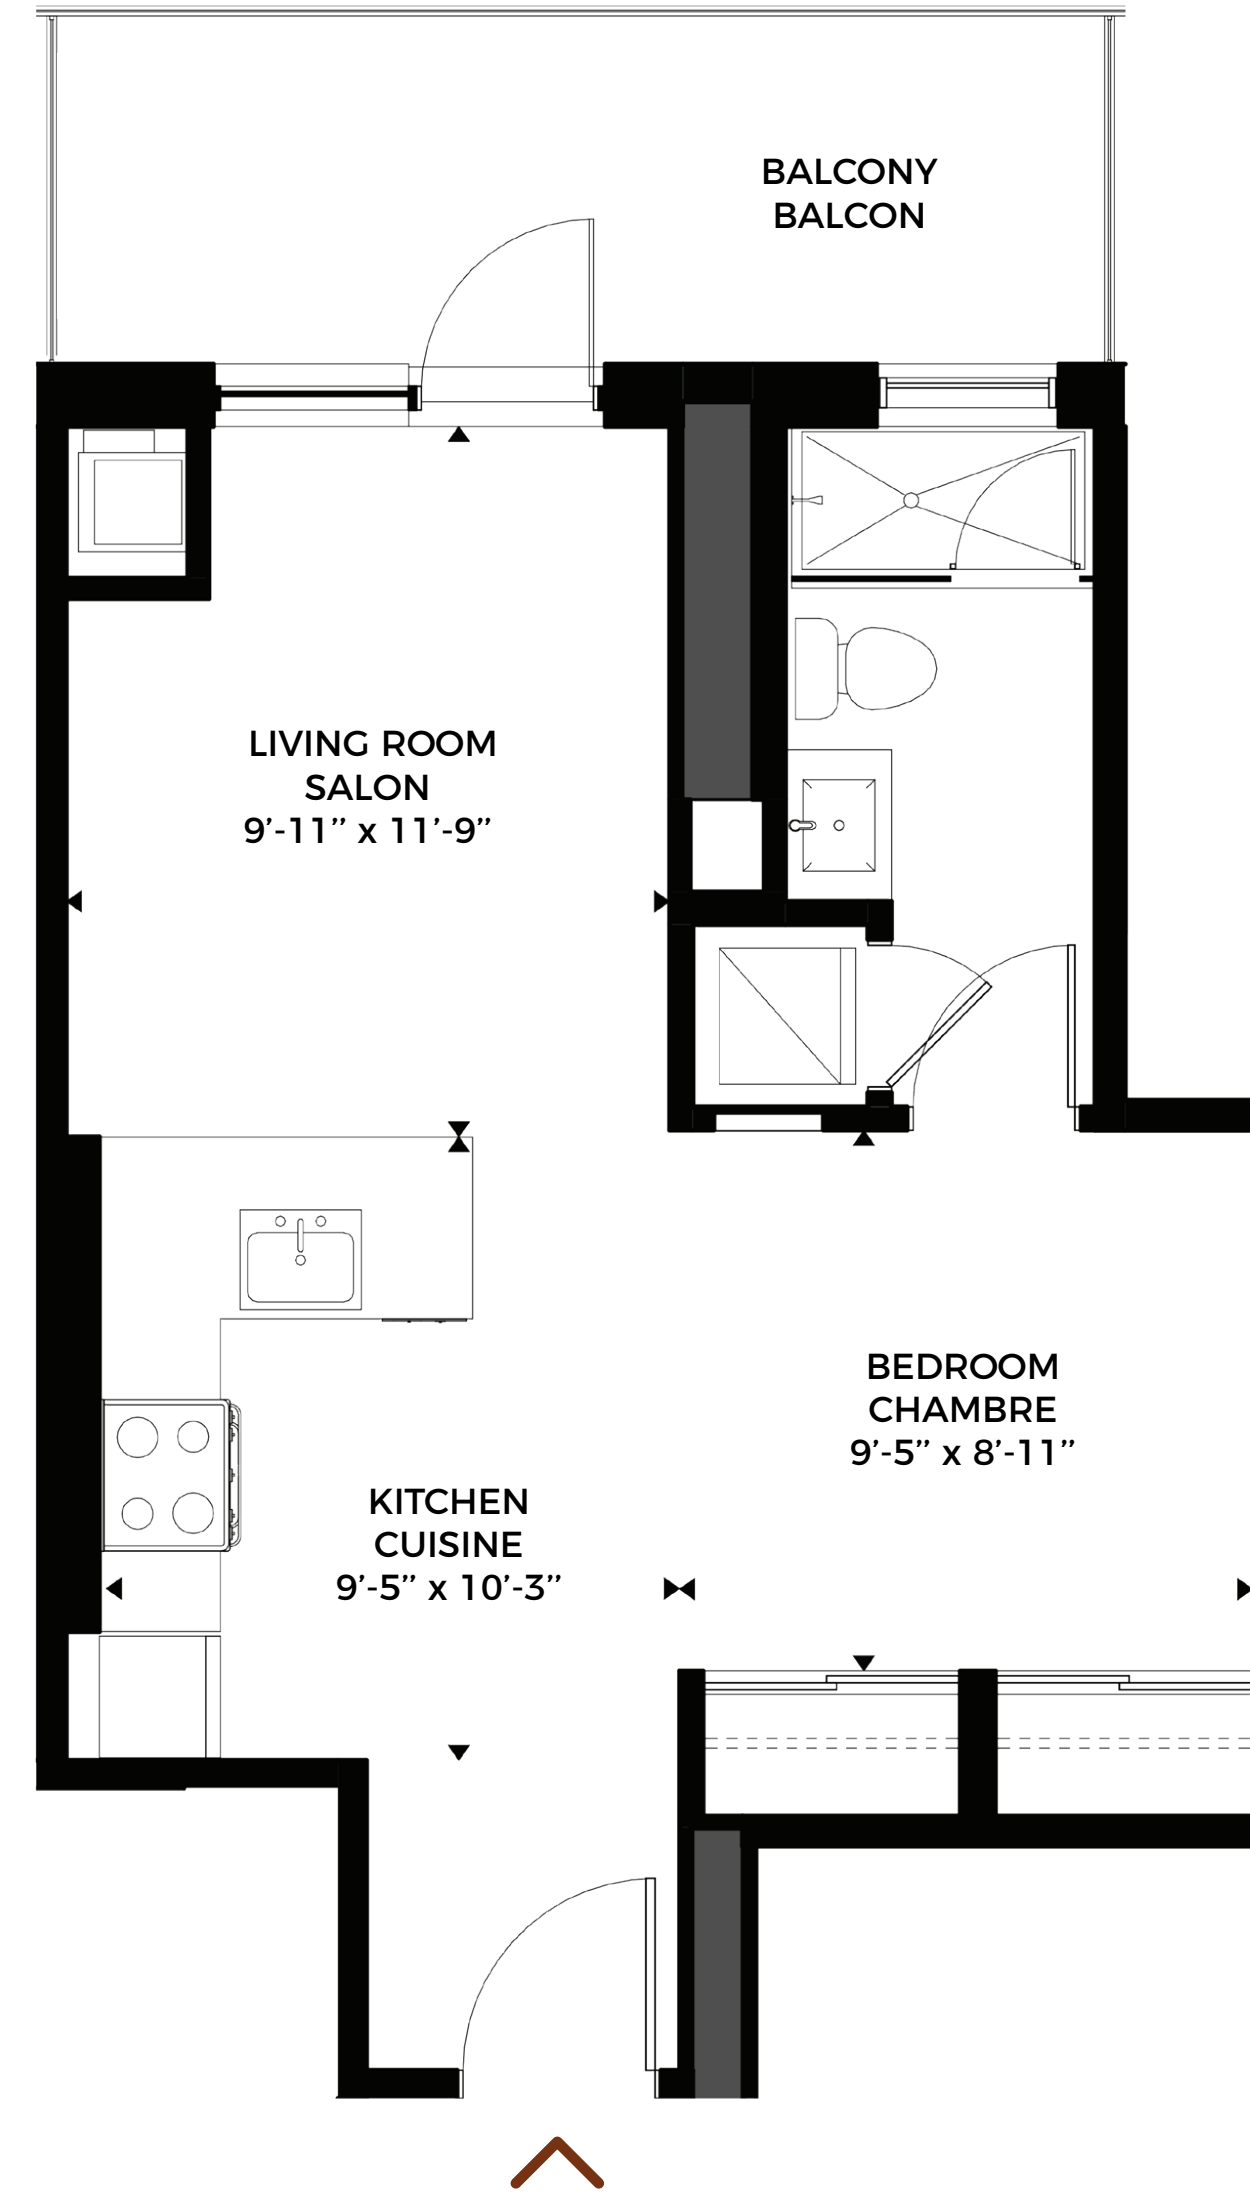 BALCONY
BALCON
LIVING ROOM
SALON
9’-11” x 11’-9”
BEDROOM
CHAMBRE
9’-5” x 8’-11”
KITCHEN
CUISINE
9’-5” x 10’-3”